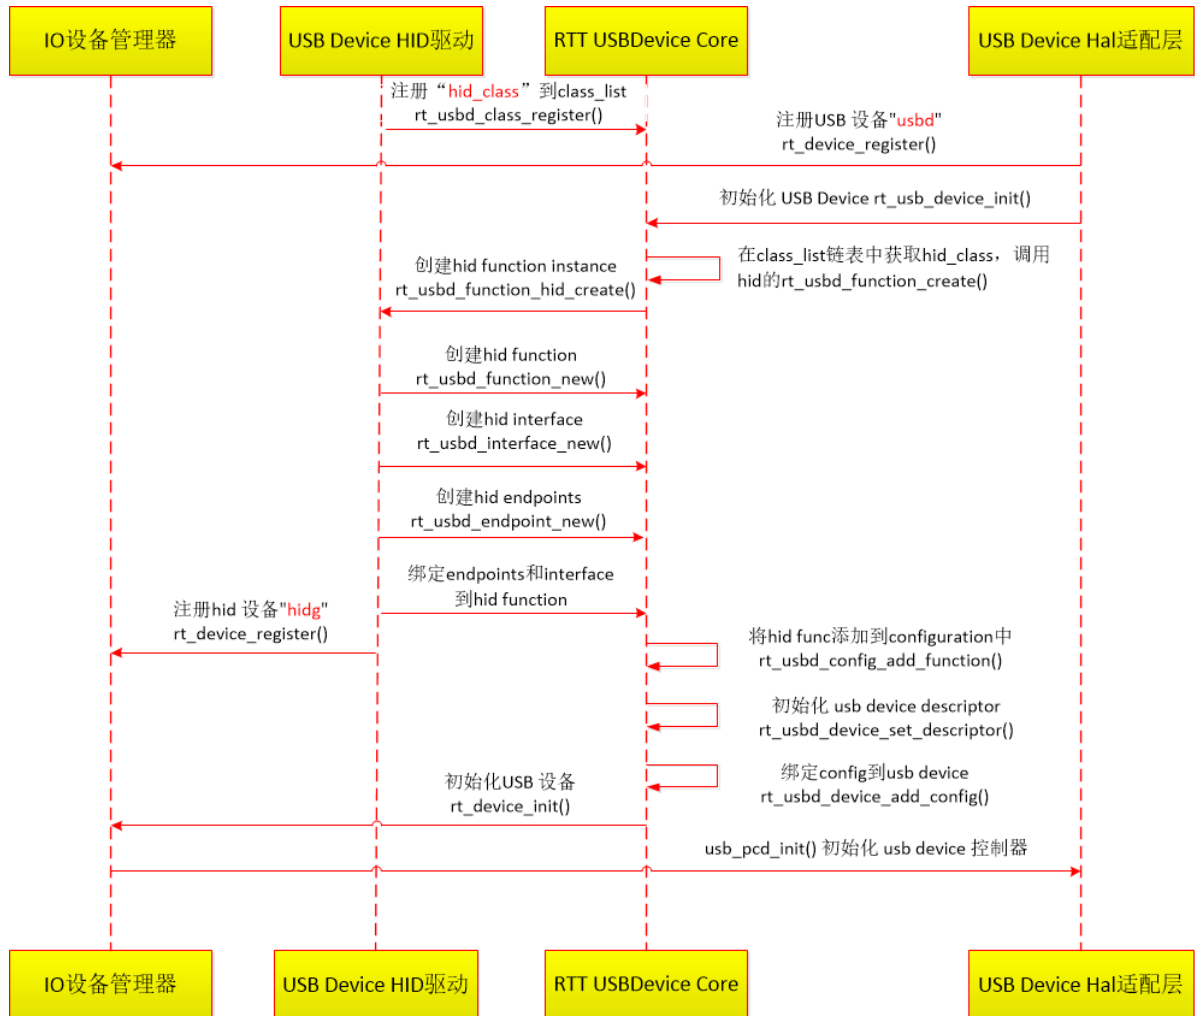 IO设备管理器
USB Device HID驱动
RTT USBDevice Core
USB Device Hal适配层
注册“hid_class”到class_list
rt_usbd_class_register()
注册USB 设备"usbd"
rt_device_register()
初始化 USB Device rt_usb_device_init()
在class_list链表中获取hid_class，调用
hid的rt_usbd_function_create()
创建hid function instance
rt_usbd_function_hid_create()
创建hid function
rt_usbd_function_new()
创建hid interface
rt_usbd_interface_new()
创建hid endpoints
rt_usbd_endpoint_new()
绑定endpoints和interface
到hid function
注册hid 设备"hidg"
rt_device_register()
将hid func添加到configuration中
rt_usbd_config_add_function()
初始化 usb device descriptor
rt_usbd_device_set_descriptor()
绑定config到usb device
rt_usbd_device_add_config()
初始化USB 设备
rt_device_init()
usb_pcd_init() 初始化 usb device 控制器
IO设备管理器
USB Device HID驱动
RTT USBDevice Core
USB Device Hal适配层